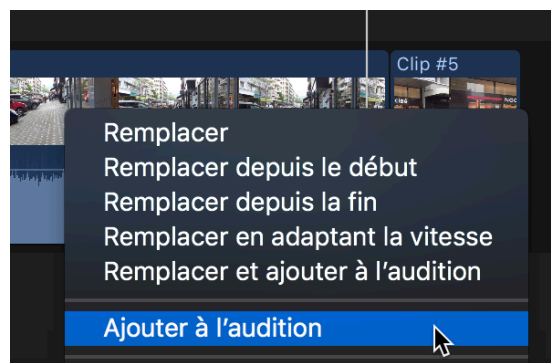 Clip #5
Remplacer
Remplacer depuis le début
Remplacer depuis la fin
Remplacer en adaptant la vitesse
Remplacer et ajouter à l’audition
Ajouter à l’audition